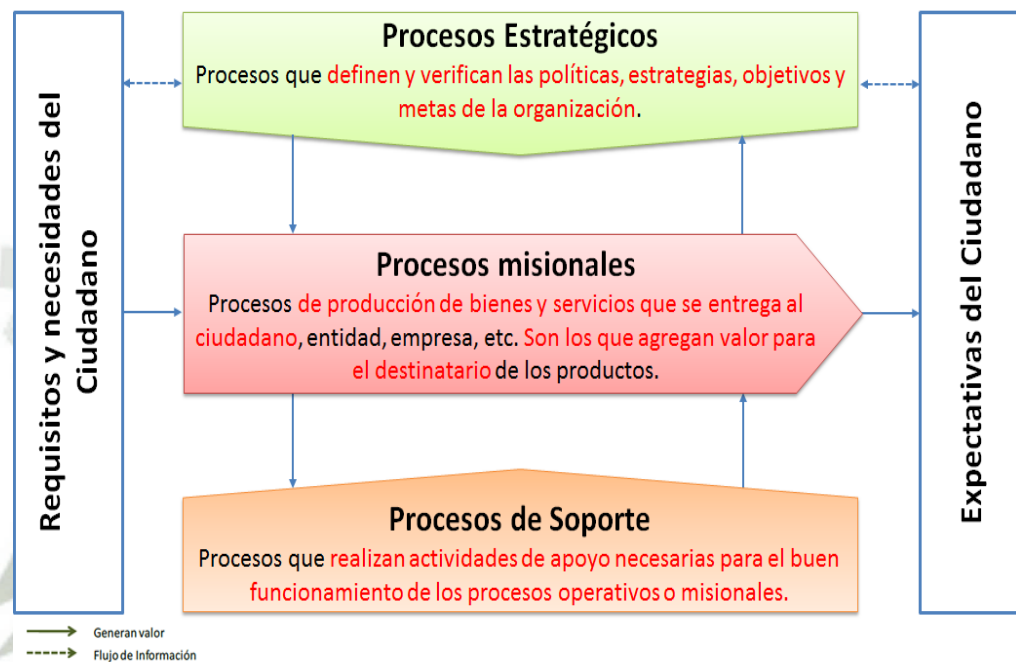 Requisitos y necesidades del
Ciudadano
Procesos Estratégicos
Procesos que definen y verifican las políticas, estrategias, objetivos y
metas de la organización.
Procesos misionales
Procesos de producción de bienes y servicios que se entrega al
ciudadano, entidad, empresa, etc. Son los que agregan valor para
el destinatario de los productos.
Procesos de Soporte
Procesos que realizan actividades de apoyo necesarias para el buen
funcionamiento de los procesos operativos o misionales.
Expectativas del Ciudadano
Generan valor
Flujo de Información